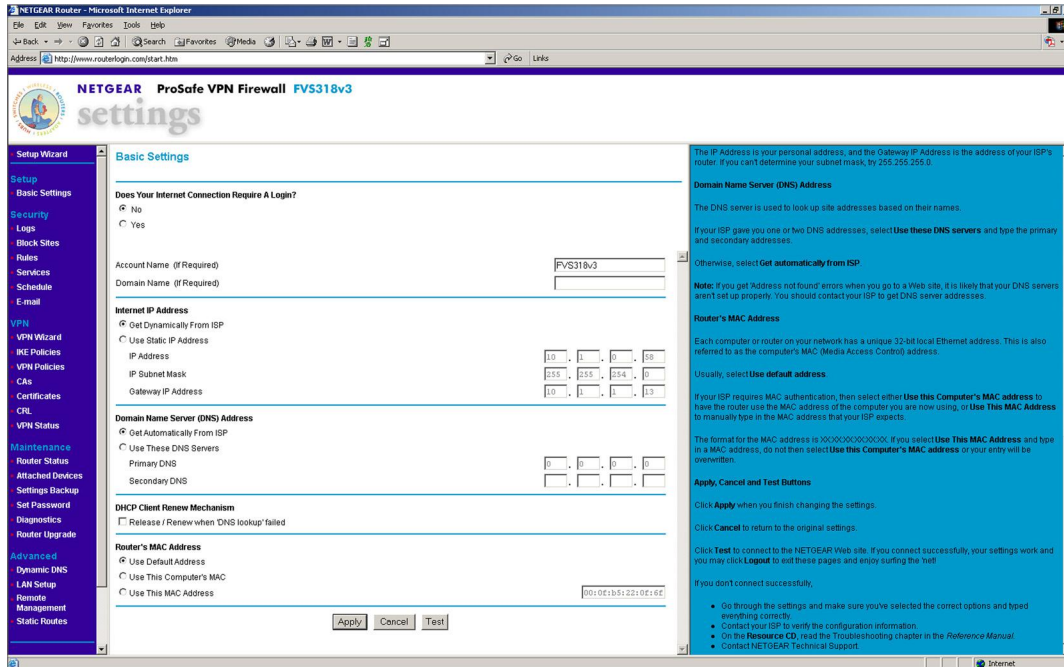 NETGEAR Router - Microsoft Internet Explorer
File Edit View Favorites Tools Help
Back Search Favorites Media
Address http://www.routerlogin.com/start.htm Go Links
NETGEAR ProSafe VPN Firewall FVS318v3
settings
Setup Wizard
Setup
Basic Settings
Security
Logs
Block Sites
Rules
Services
Schedule
E-mail
VPN
VPN Wizard
IKE Policies
VPN Policies
CAs
Certificates
CRL
VPN Status
Maintenance
Router Status
Attached Devices
Settings Backup
Set Password
Diagnostics
Router Upgrade
Advanced
Dynamic DNS
LAN Setup
Remote
Management
Static Routes
Basic Settings
Does Your Internet Connection Require A Login?
No
Yes
Account Name (If Required) FVS318v3
Domain Name (If Required)
Internet IP Address
Get Dynamically From ISP
Use Static IP Address
IP Address 10 . 1 . 0 . 58
IP Subnet Mask 255 . 255 . 254 . 0
Gateway IP Address 10 . 1 . 1 . 13
Domain Name Server (DNS) Address
Get Automatically From ISP
Use These DNS Servers
Primary DNS 0 . 0 . 0 . 0
Secondary DNS . . .
DHCP Client Renew Mechanism
Release / Renew when 'DNS lookup' failed
Router's MAC Address
Use Default Address
Use This Computer's MAC
Use This MAC Address 00:0f:b5:22:0f:6f
Apply Cancel Test
The IP Address is your personal address, and the Gateway IP Address is the address of your ISP's
router. If you can't determine your subnet mask, try 255.255.255.0.
Domain Name Server (DNS) Address
The DNS server is used to look up site addresses based on their names.
If your ISP gave you one or two DNS addresses, select Use these DNS servers and type the primary
and secondary addresses.
Otherwise, select Get automatically from ISP.
Note: If you get 'Address not found' errors when you go to a Web site, it is likely that your DNS servers
aren't set up properly. You should contact your ISP to get DNS server addresses.
Router's MAC Address
Each computer or router on your network has a unique 32-bit local Ethernet address. This is also
referred to as the computer's MAC (Media Access Control) address.
Usually, select Use default address.
If your ISP requires MAC authentication, then select either Use this Computer's MAC address to
have the router use the MAC address of the computer you are now using, or Use This MAC Address
to manually type in the MAC address that your ISP expects.
The format for the MAC address is XXXXXXXXXXXX. If you select Use This MAC Address and type
in a MAC address, do not then select Use this Computer's MAC address or your entry will be
overwritten.
Apply, Cancel and Test Buttons
Click Apply when you finish changing the settings.
Click Cancel to return to the original settings.
Click Test to connect to the NETGEAR Web site. If you connect successfully, your settings work and
you may click Logout to exit these pages and enjoy surfing the 'net!
If you don't connect successfully,
Go through the settings and make sure you've selected the correct options and typed
everything correctly.
Contact your ISP to verify the configuration information.
On the Resource CD, read the Troubleshooting chapter in the Reference Manual.
Contact NETGEAR Technical Support.
Internet